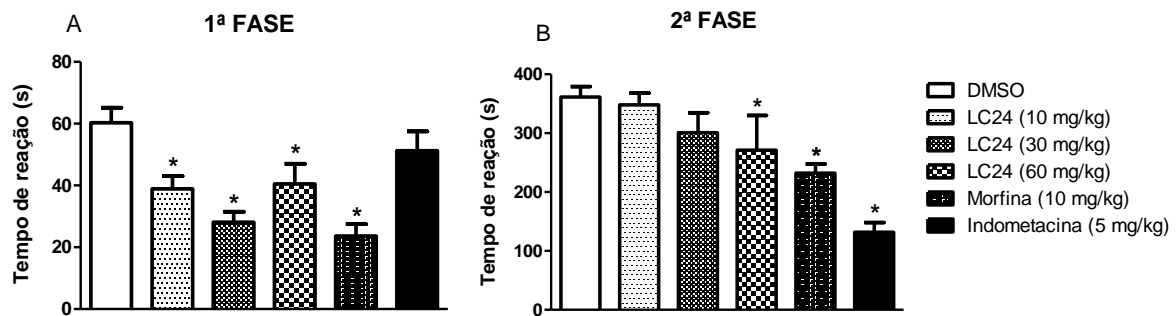 A
1ª FASE
Tempo de reação (s)
80
60
40
20
0
*
*
*
*
B
2ª FASE
Tempo de reação (s)
400
300
200
100
0
*
*
*
DMSO
LC24 (10 mg/kg)
LC24 (30 mg/kg)
LC24 (60 mg/kg)
Morfina (10 mg/kg)
Indometacina (5 mg/kg)